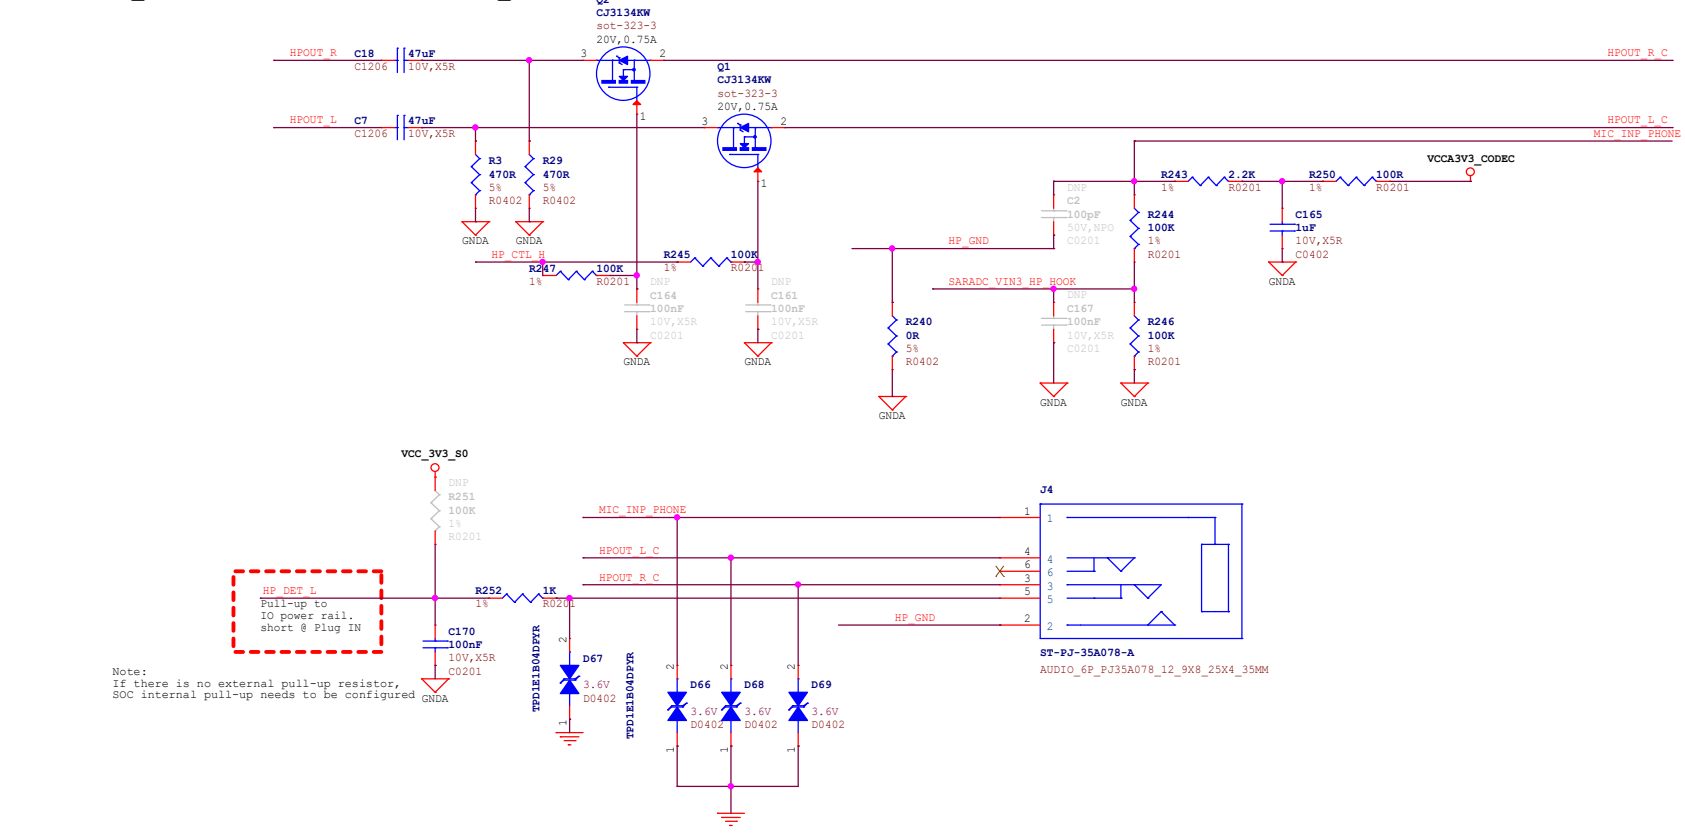 Q2
CJ3134KW
sot-323-3
20V,0.75A
HPOUT_R
C18
47uF
C1206
10V,X5R
3
2
1
HPOUT_R_C
Q1
CJ3134KW
sot-323-3
20V,0.75A
HPOUT_L
C7
47uF
C1206
10V,X5R
3
2
1
HPOUT_L_C
MIC_INP_PHONE
R3
470R
5%
R0402
GNDA
R29
470R
5%
R0402
GNDA
VCCA3V3_CODEC
R243
2.2K
1%
R0201
R250
100R
1%
R0201
DNP
C2
100pF
50V,NPO
C0201
R244
100K
1%
R0201
C165
1uF
10V,X5R
C0402
GNDA
HP_GND
HP_CTL_H
R247
100K
1%
R0201
R245
100K
1%
R0201
DNP
C164
100nF
10V,X5R
C0201
GNDA
DNP
C161
100nF
10V,X5R
C0201
GNDA
SARADC_VIN3_HP_HOOK
R240
0R
5%
R0402
GNDA
DNP
C167
100nF
10V,X5R
C0201
GNDA
R246
100K
1%
R0201
GNDA
VCC_3V3_S0
DNP
R251
100K
1%
R0201
HP_DET_L
Pull-up to
IO power rail.
short @ Plug IN
R252
1K
1%
R0201
C170
100nF
10V,X5R
C0201
GNDA
Note:
If there is no external pull-up resistor,
SOC internal pull-up needs to be configured
MIC_INP_PHONE
HPOUT_L_C
HPOUT_R_C
HP_GND
J4
1
1
4
4
6
6
3
3
5
5
2
2
ST-PJ-35A078-A
AUDIO_6P_PJ35A078_12_9X8_25X4_35MM
TPD1E1B04DPYR
2
D67
3.6V
D0402
1
TPD1E1B04DPYR
2
D66
3.6V
D0402
1
2
D68
3.6V
D0402
1
2
D69
3.6V
D0402
1